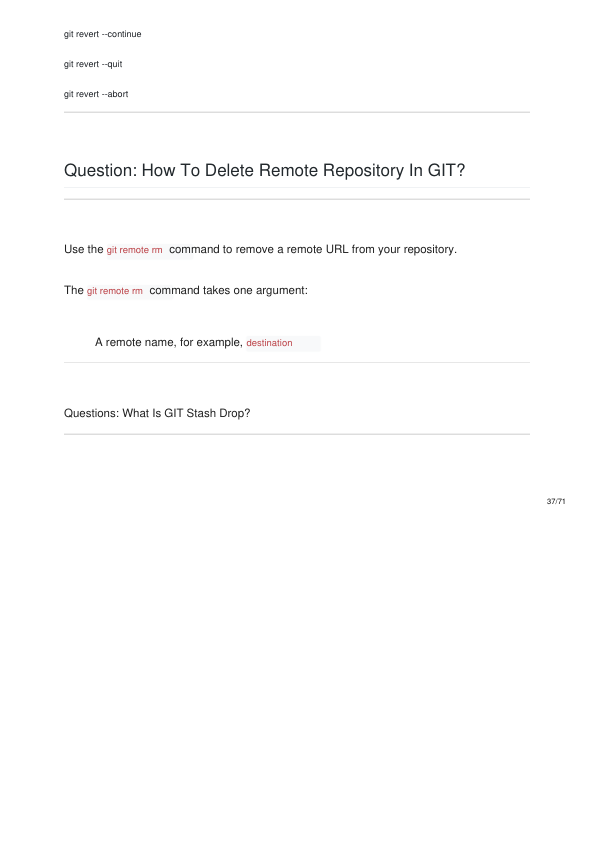 git revert --continue
git revert --quit
git revert --abort
Question: How To Delete Remote Repository In GIT?
Use the git remote rm command to remove a remote URL from your repository.
The git remote rm command takes one argument:
A remote name, for example, destination
Questions: What Is GIT Stash Drop?
37/71